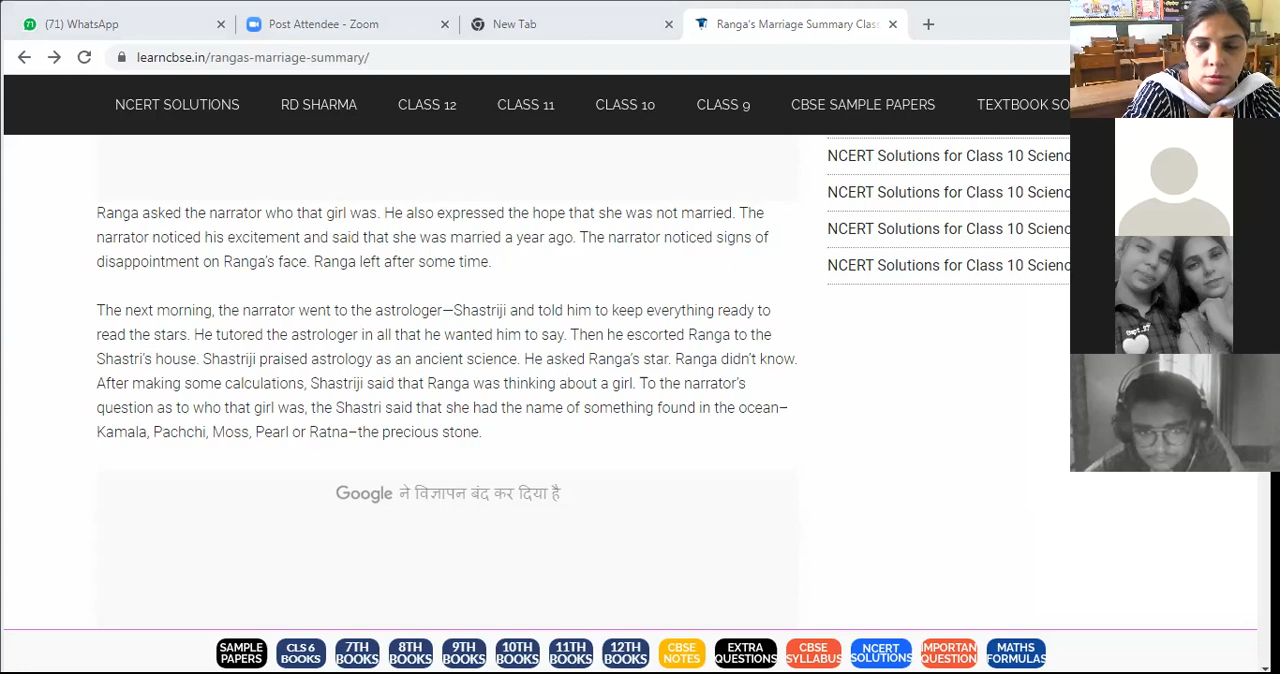 (71) WhatsApp
Post Attendee - Zoom
New Tab
Ranga's Marriage Summary Clas
learncbse.in/rangas-marriage-summary/
NCERT SOLUTIONS RD SHARMA CLASS 12 CLASS 11 CLASS 10 CLASS 9 CBSE SAMPLE PAPERS TEXTBOOK SO
Ranga asked the narrator who that girl was. He also expressed the hope that she was not married. The
narrator noticed his excitement and said that she was married a year ago. The narrator noticed signs of
disappointment on Ranga's face. Ranga left after some time.
The next morning, the narrator went to the astrologer—Shastriji and told him to keep everything ready to
read the stars. He tutored the astrologer in all that he wanted him to say. Then he escorted Ranga to the
Shastri's house. Shastriji praised astrology as an ancient science. He asked Ranga's star. Ranga didn't know.
After making some calculations, Shastriji said that Ranga was thinking about a girl. To the narrator's
question as to who that girl was, the Shastri said that she had the name of something found in the ocean–
Kamala, Pachchi, Moss, Pearl or Ratna–the precious stone.
Google ने विज्ञापन बंद कर दिया है
NCERT Solutions for Class 10 Scienc
NCERT Solutions for Class 10 Scienc
NCERT Solutions for Class 10 Scienc
NCERT Solutions for Class 10 Scienc
SAMPLE
PAPERS
CLS 6
BOOKS
7TH
BOOKS
8TH
BOOKS
9TH
BOOKS
10TH
BOOKS
11TH
BOOKS
12TH
BOOKS
CBSE
NOTES
EXTRA
QUESTIONS
CBSE
SYLLABUS
NCERT
SOLUTIONS
IMPORTAN
QUESTION
MATHS
FORMULAS